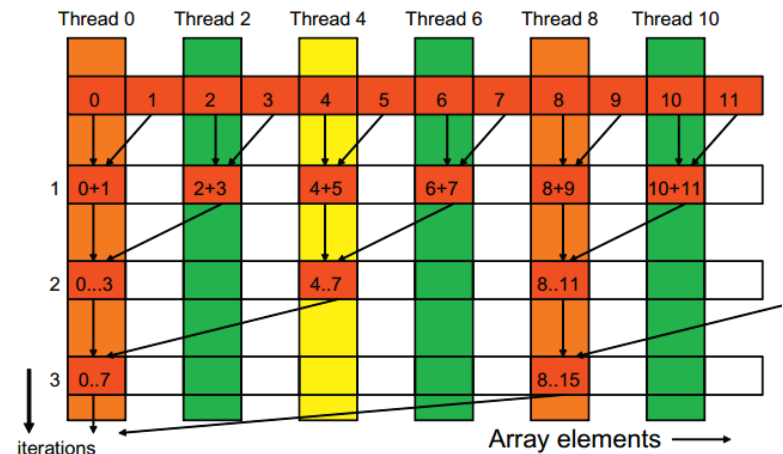 Thread 0 Thread 2 Thread 4 Thread 6 Thread 8 Thread 10
0 1 2 3 4 5 6 7 8 9 10 11
1 0+1 2+3 4+5 6+7 8+9 10+11
2 0...3 4..7 8..11
3 0..7 8..15
iterations Array elements